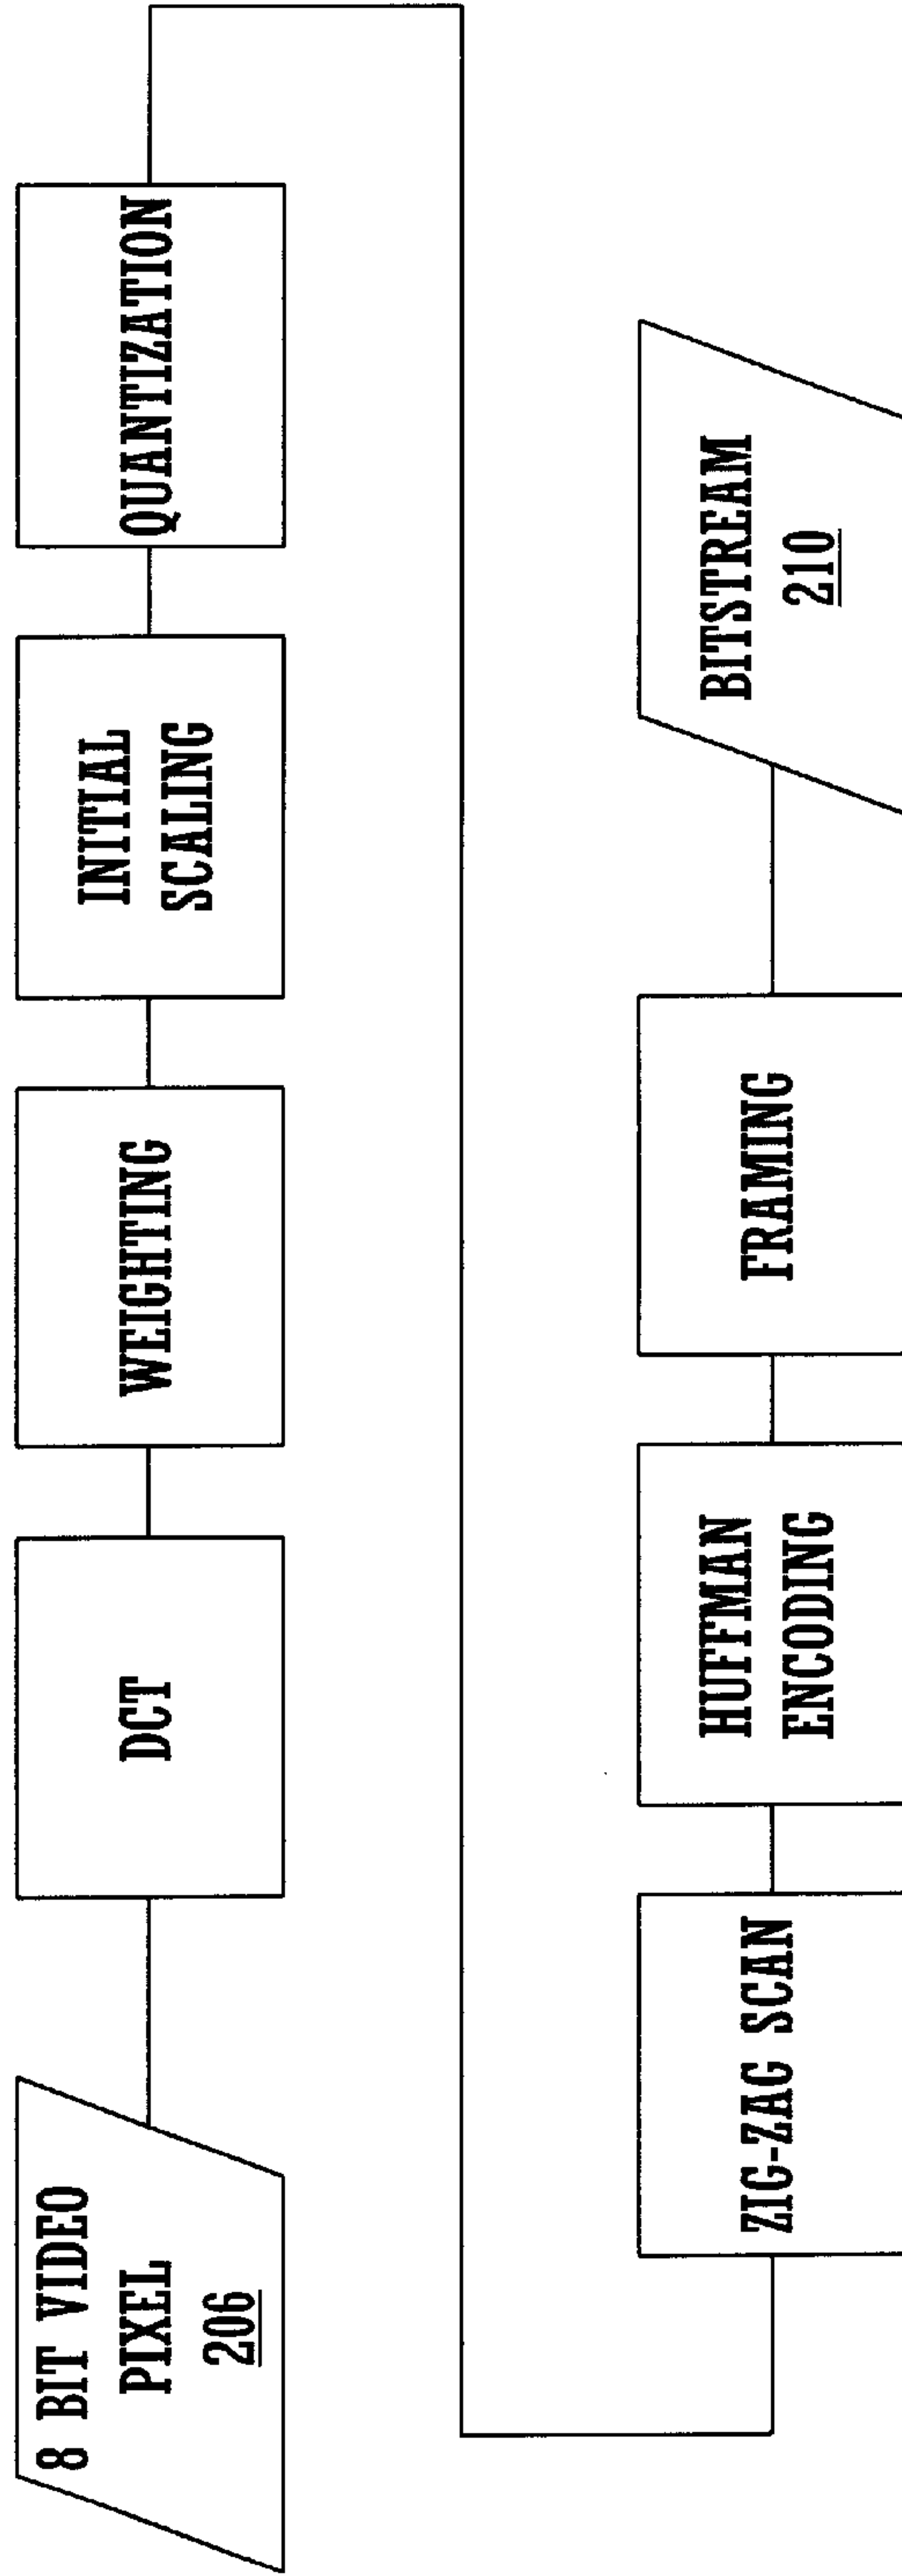 8 BIT VIDEO
PIXEL
206
DCT
WEIGHTING
INITIAL
SCALING
QUANTIZATION
ZIG-ZAG SCAN
HUFFMAN
ENCODING
FRAMING
BITSTREAM
210